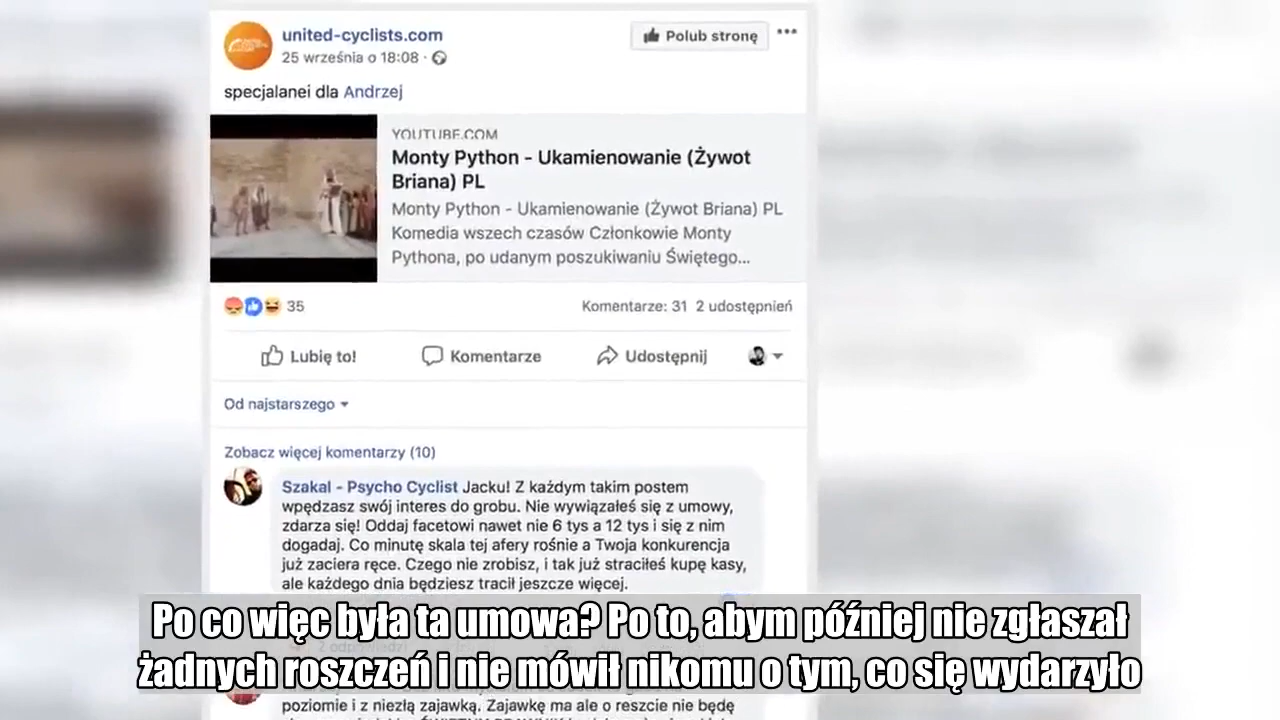 united-cyclists.com
Polub stronę
25 września o 18:08
specjalanei dla Andrzej
YOUTUBE.COM
Monty Python - Ukamienowanie (Żywot
Briana) PL
Monty Python - Ukamienowanie (Żywot Briana) PL
Komedia wszech czasów Członkowie Monty
Pythona, po udanym poszukiwaniu Świętego...
35
Komentarze: 31 2 udostępnień
Lubię to! Komentarze Udostępnij
Od najstarszego
Zobacz więcej komentarzy (10)
Szakal - Psycho Cyclist Jacku! Z każdym takim postem
wpędzasz swój interes do grobu. Nie wywiązałeś się z umowy,
zdarza się! Oddaj facetowi nawet nie 6 tys a 12 tys i się z nim
dogadaj. Co minutę skala tej afery rośnie a Twoja konkurencja
już zaciera ręce. Czego nie zrobisz, i tak już straciłeś kupę kasy,
ale każdego dnia będziesz tracił jeszcze więcej.
Po co więc była ta umowa? Po to, abym później nie zgłaszał
żadnych roszczeń i nie mówił nikomu o tym, co się wydarzyło
poziomie i z niezłą zajawką. Zajawkę ma ale o reszcie nie będę